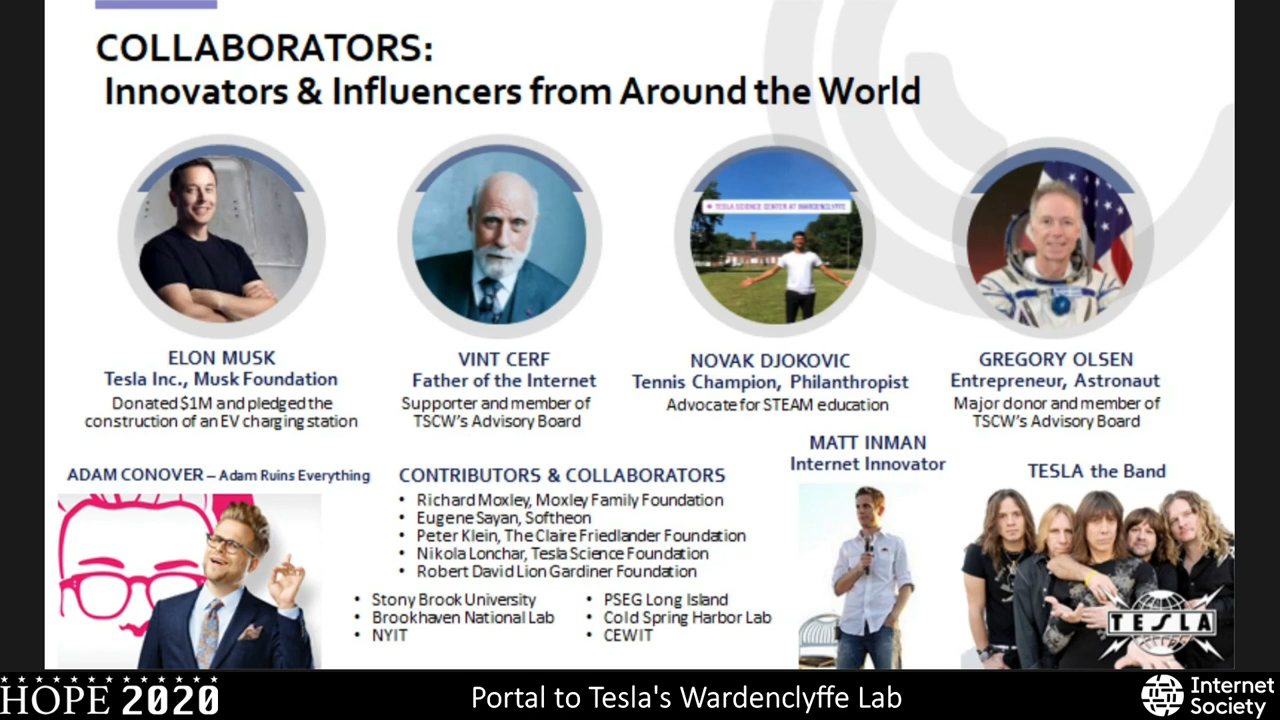 COLLABORATORS:
Innovators & Influencers from Around the World
TESLA SCIENCE CENTER AT WARDENCLYFFE
ELON MUSK
Tesla Inc., Musk Foundation
Donated $1M and pledged the
construction of an EV charging station
VINT CERF
Father of the Internet
Supporter and member of
TSCW's Advisory Board
NOVAK DJOKOVIC
Tennis Champion, Philanthropist
Advocate for STEAM education
GREGORY OLSEN
Entrepreneur, Astronaut
Major donor and member of
TSCW's Advisory Board
ADAM CONOVER – Adam Ruins Everything
CONTRIBUTORS & COLLABORATORS
• Richard Moxley, Moxley Family Foundation
• Eugene Sayan, Softheon
• Peter Klein, The Claire Friedlander Foundation
• Nikola Lonchar, Tesla Science Foundation
• Robert David Lion Gardiner Foundation
• Stony Brook University
• Brookhaven National Lab
• NYIT
• PSEG Long Island
• Cold Spring Harbor Lab
• CEWIT
MATT INMAN
Internet Innovator
TESLA the Band
TESLA
HOPE 2020
Portal to Tesla's Wardenclyffe Lab
Internet
Society